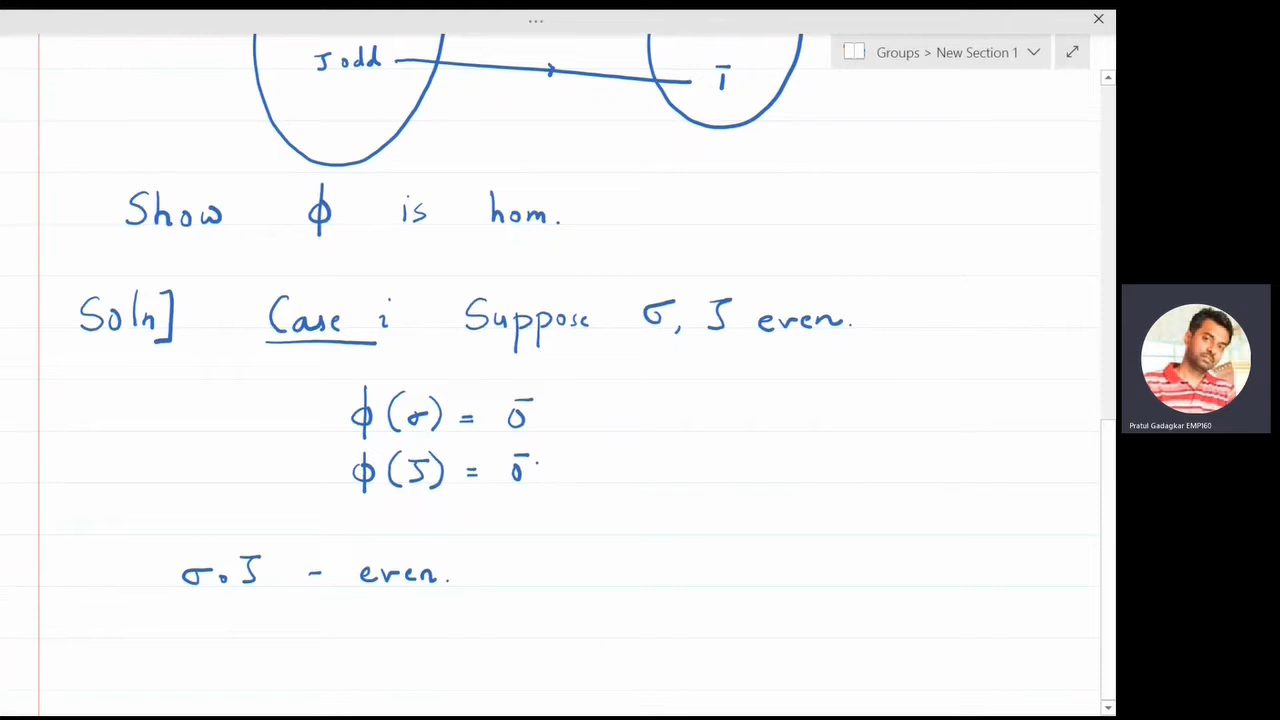 ...
Groups > New Section 1
J odd 1̄
Show ϕ is hom.
Soln] Case i Suppose σ, J even.
ϕ(σ) = 0̄
ϕ(J) = 0̄
σ∘J - even.
Pratul Gadagkar EMP160